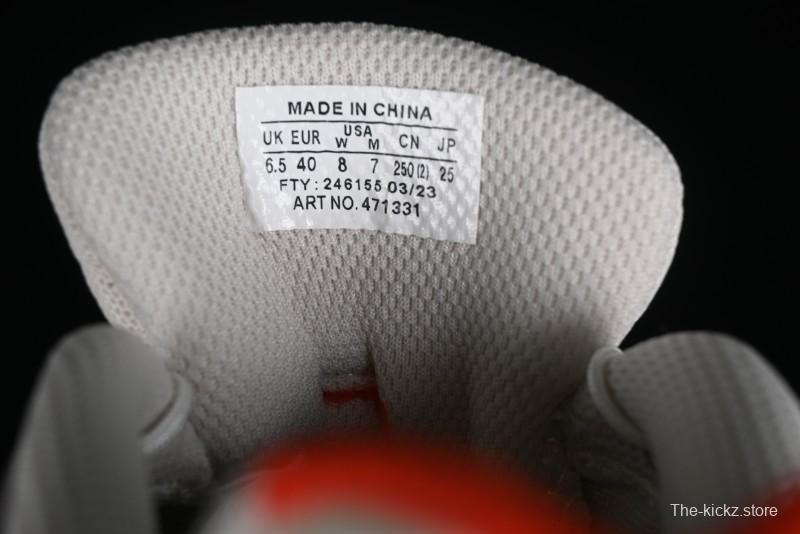 MADE IN CHINA
UK EUR USA W M CN JP
6.5 40 8 7 250(2) 25
FTY: 246155 03/23
ART NO. 471331
The-kickz.store